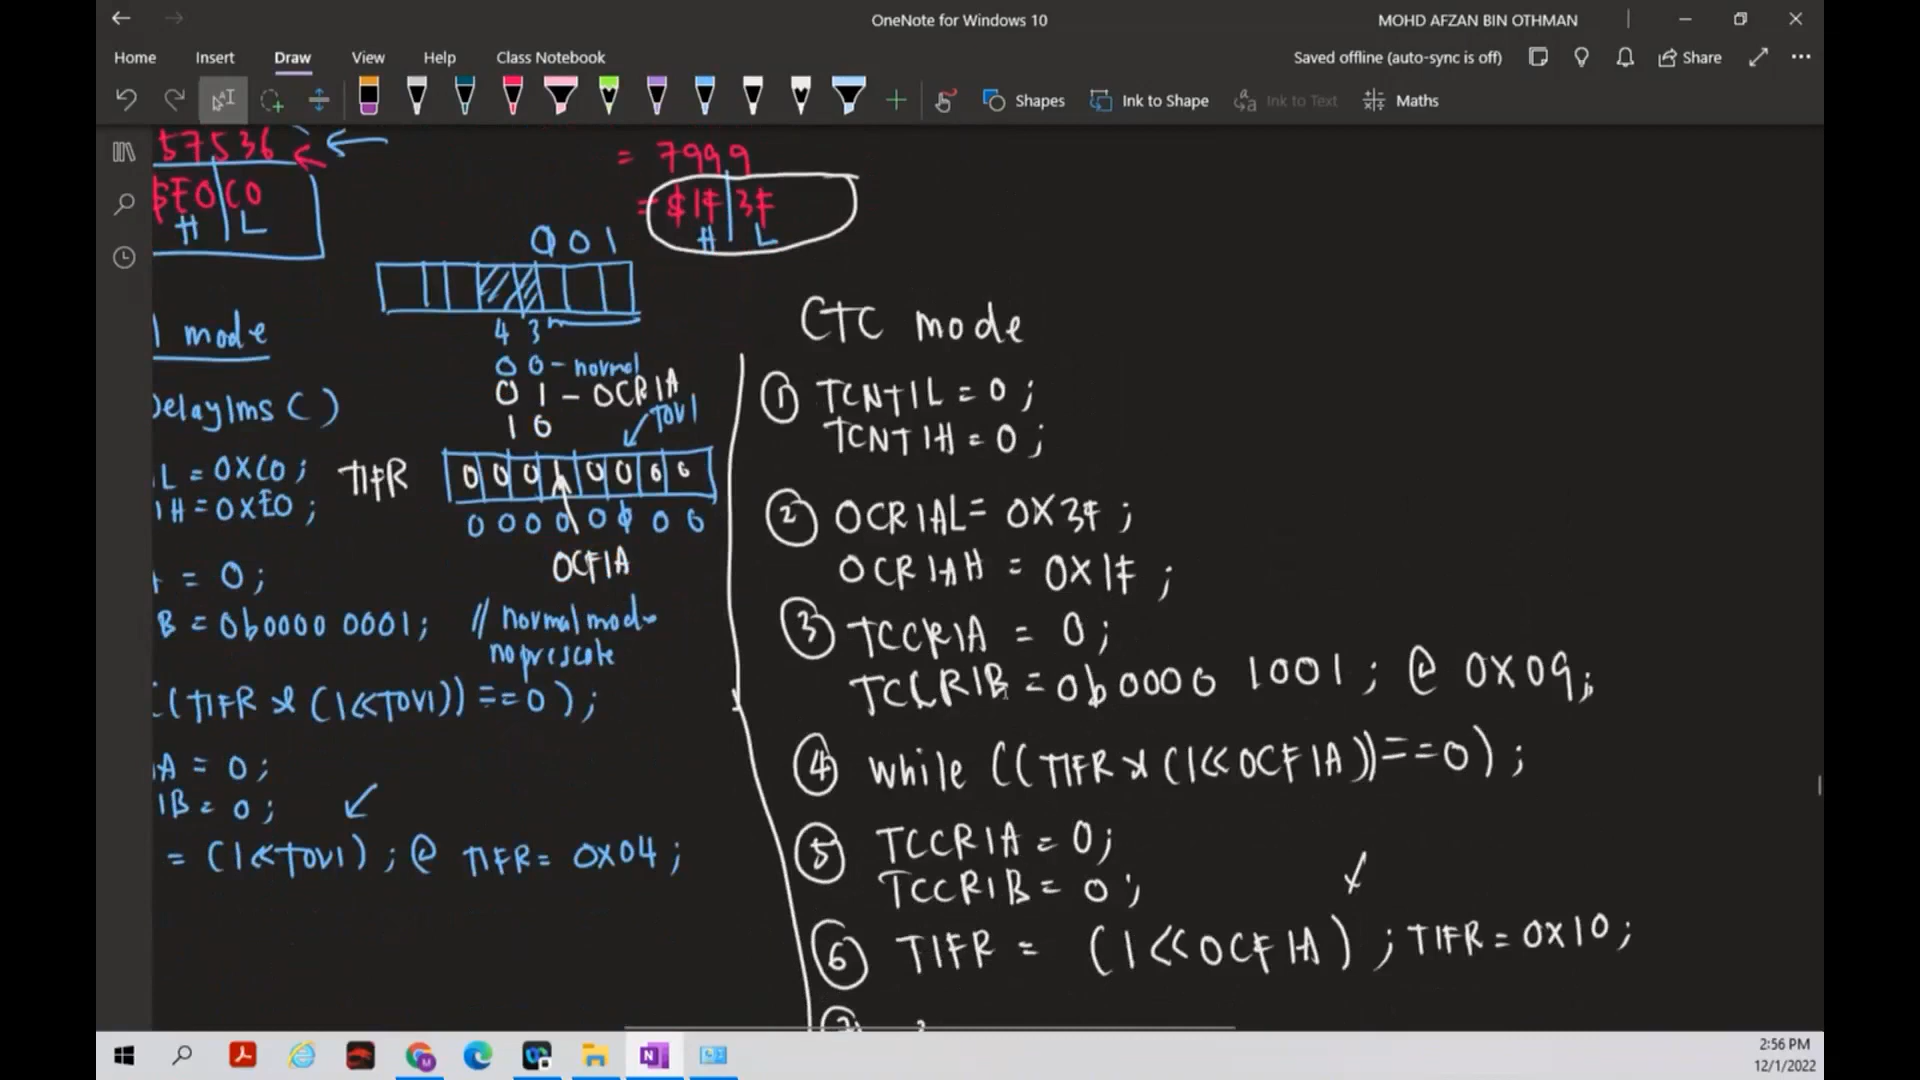 OneNote for Windows 10
MOHD AFZAN BIN OTHMAN
Home Insert Draw View Help Class Notebook
Saved offline (auto-sync is off) Share
Shapes Ink to Shape Ink to Text Maths
57536
$E0 C0
H L
= 7999
= $1F 3F
H L
0 0 1
4 3
0 0 - normal
0 1 - OCR1A
1 0
TOV1
mode
Delay1ms ( )
L = 0XC0 ;
1H = 0XE0 ;
TIFR
0 0 0 1 0 0 0 0
0 0 0 0 0 0 0 0
OCF1A
= 0 ;
B = 0b0000 0001 ; // normal mode
no prescale
((TIFR & (1<<TOV1)) == 0 ) ;
1A = 0 ;
1B = 0 ;
= (1<<TOV1) ; @ TIFR = 0X04 ;
CTC mode
① TCNT1L = 0 ;
TCNT1H = 0 ;
② OCR1AL = 0X3F ;
OCR1AH = 0X1F ;
③ TCCR1A = 0 ;
TCCR1B = 0b0000 1001 ; @ 0X09 ;
④ while ((TIFR & (1<<OCF1A)) == 0) ;
⑤ TCCR1A = 0 ;
TCCR1B = 0 ;
⑥ TIFR = (1<<OCF1A) ; TIFR = 0X10 ;
2:56 PM
12/1/2022